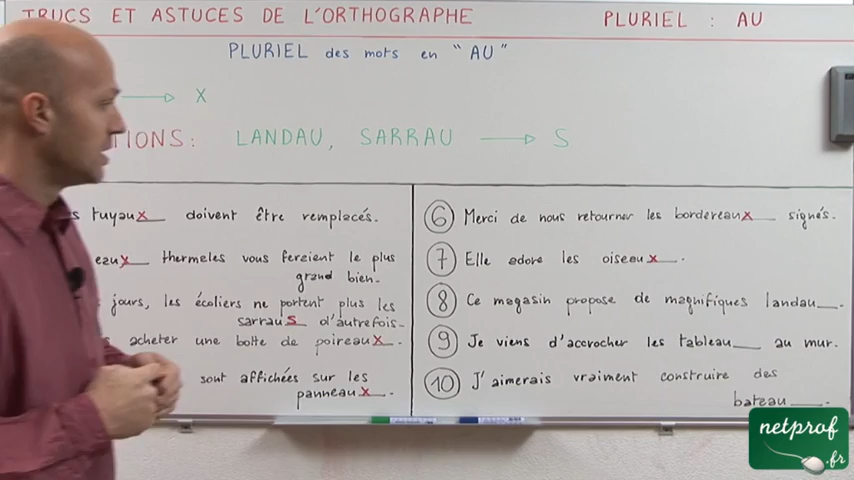 TRUCS ET ASTUCES DE L'ORTHOGRAPHE PLURIEL : AU
PLURIEL des mots en "AU"
→ X
TIONS: LANDAU, SARRAU → S
s tuyaux doivent être remplacés.
eaux thermales vous feraient le plus
grand bien.
jours, les écoliers ne portent plus les
sarraus d'autrefois.
s acheter une botte de poireaux.
sont affichées sur les
panneaux.
6 Merci de nous retourner les bordereaux signés.
7 Elle adore les oiseaux.
8 Ce magasin propose de magnifiques landau__.
9 Je viens d'accrocher les tableau__ au mur.
10 J'aimerais vraiment construire des
bateau__.
netprof
.fr